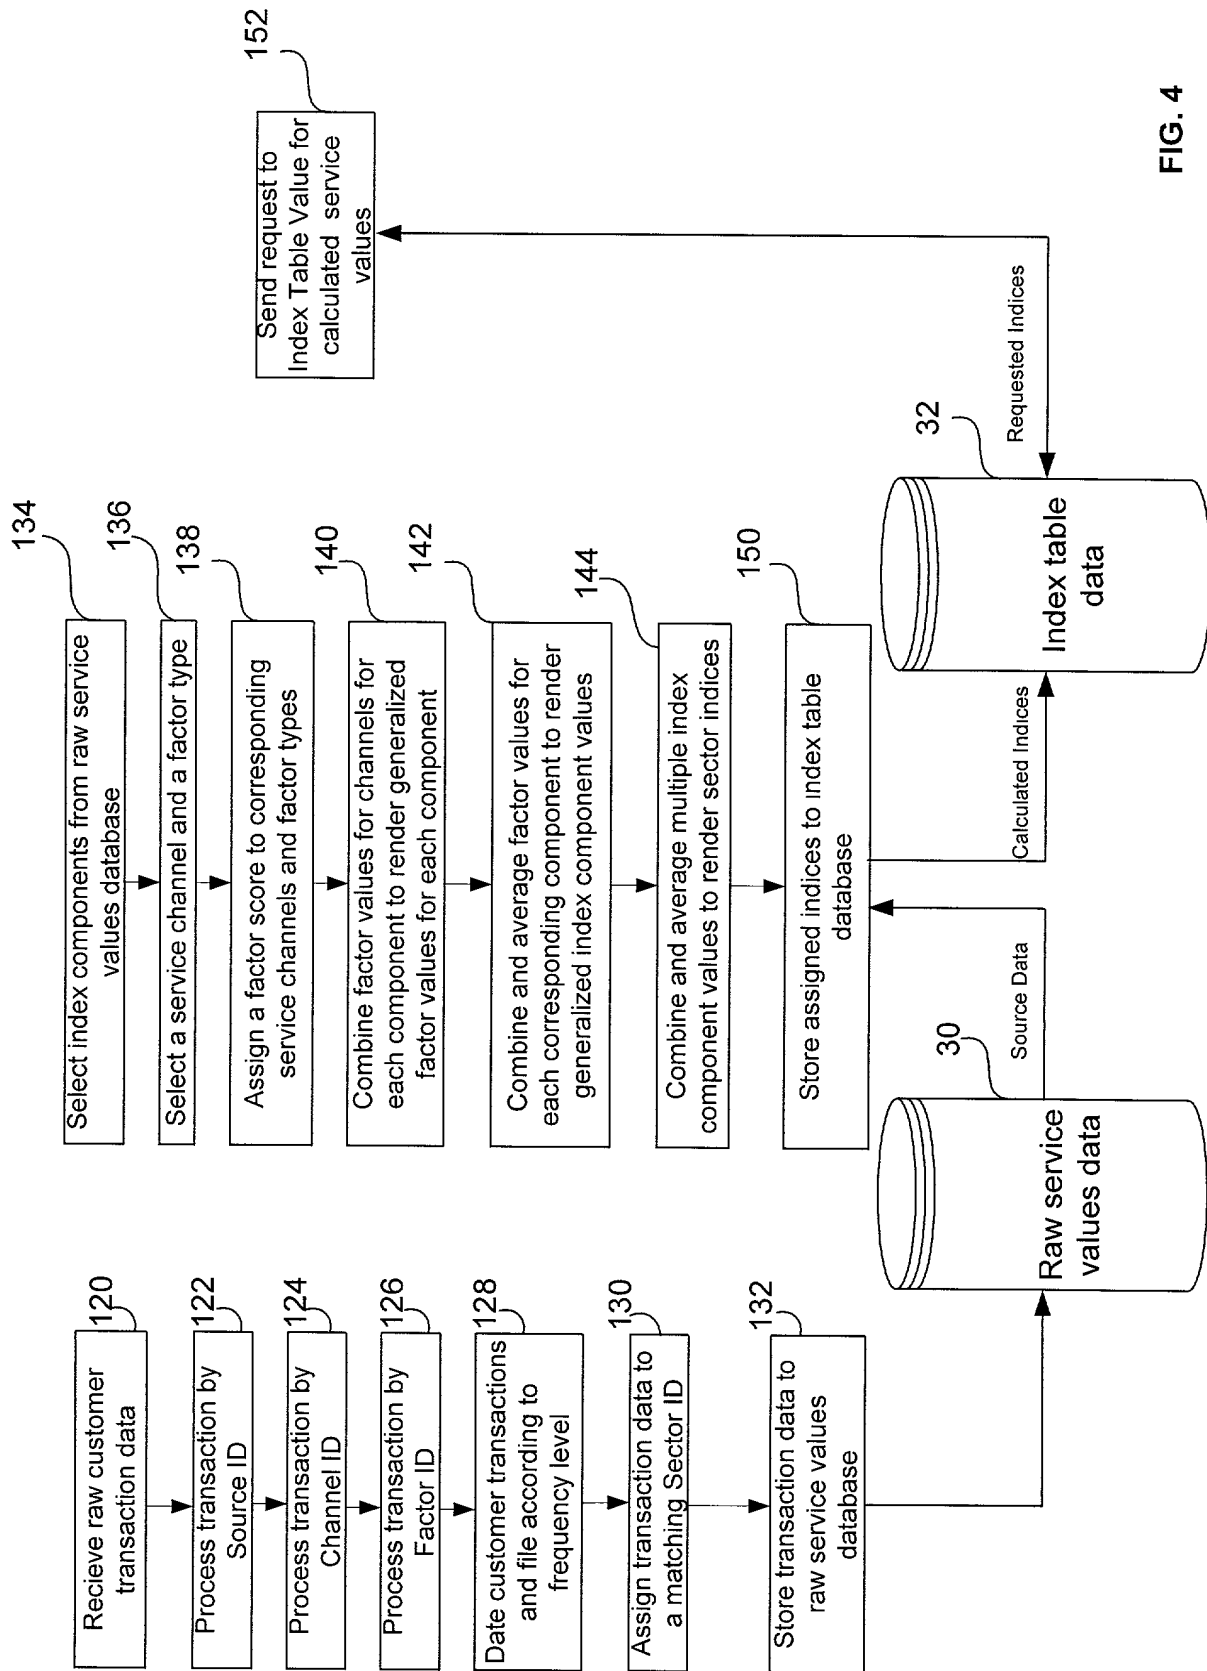 120
Recieve raw customer
transaction data
122
Process transaction by
Source ID
124
Process transaction by
Channel ID
126
Process transaction by
Factor ID
128
Date customer transactions
and file according to
frequency level
130
Assign transaction data to
a matching Sector ID
132
Store transaction data to
raw service values
database
30
Raw service
values data
Source Data
134
Select index components from raw service
values database
136
Select a service channel and a factor type
138
Assign a factor score to corresponding
service channels and factor types
140
Combine factor values for channels for
each component to render generalized
factor values for each component
142
Combine and average factor values for
each corresponding component to render
generalized index component values
144
Combine and average multiple index
component values to render sector indices
150
Store assigned indices to index table
database
Calculated Indices
32
Index table
data
Requested Indices
152
Send request to
Index Table Value for
calculated service
values
FIG. 4